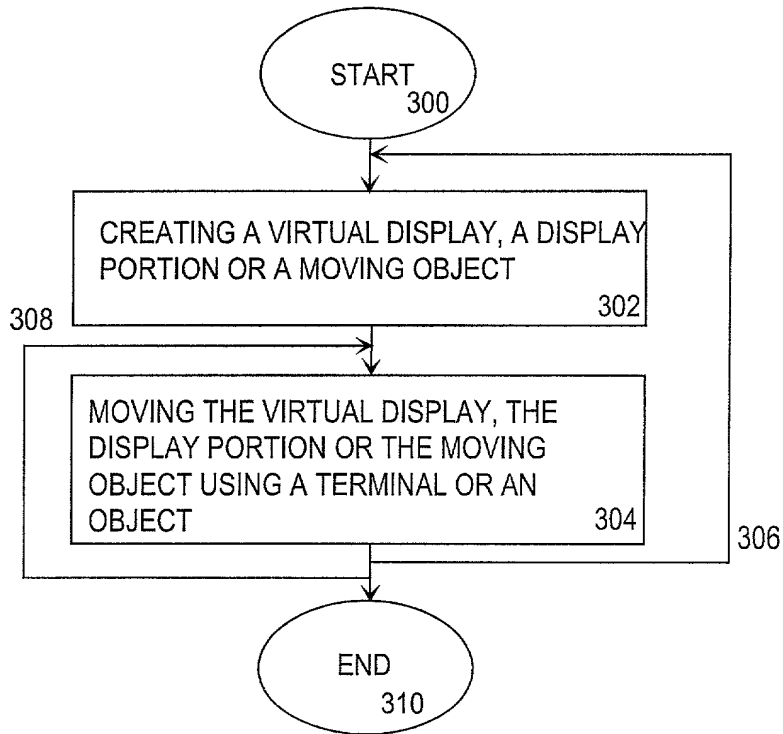 START
300
CREATING A VIRTUAL DISPLAY, A DISPLAY
PORTION OR A MOVING OBJECT
302
308
MOVING THE VIRTUAL DISPLAY, THE
DISPLAY PORTION OR THE MOVING
OBJECT USING A TERMINAL OR AN
OBJECT
304
306
END
310